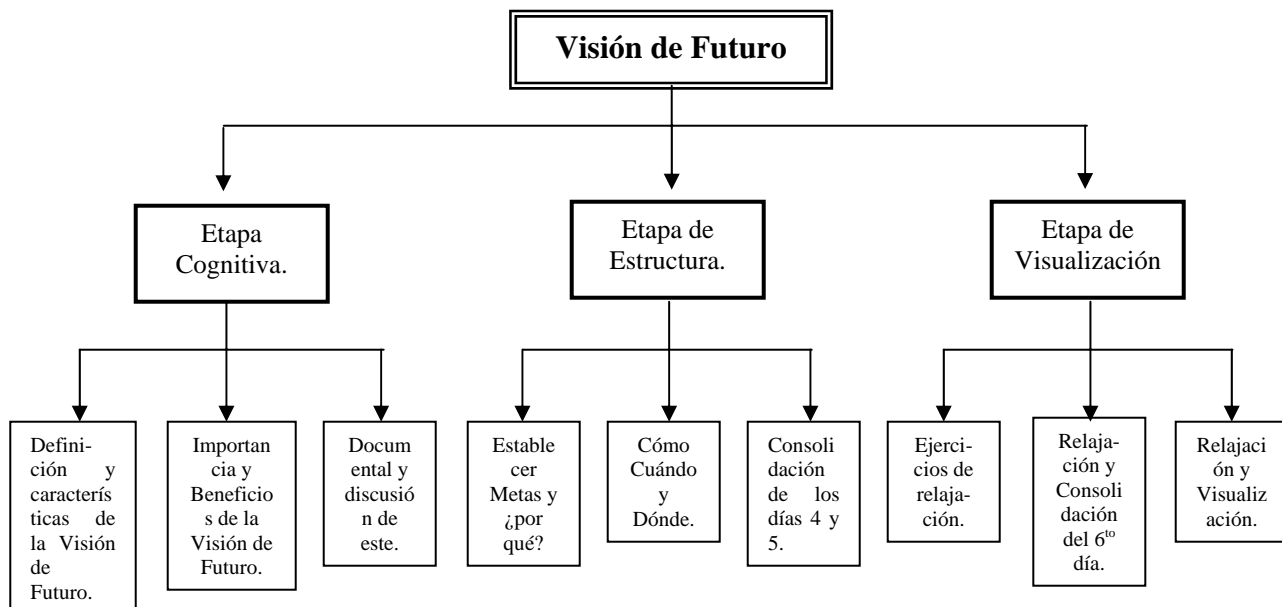 Visión de Futuro
Etapa
Cognitiva.
Etapa de
Estructura.
Etapa de
Visualización
Defini-
ción y
caracterís
ticas de
la Visión
de
Futuro.
Importan
cia y
Beneficio
s de la
Visión de
Futuro.
Docum
ental y
discusió
n de
este.
Estable
cer
Metas y
¿por
qué?
Cómo
Cuándo
y
Dónde.
Consoli
dación
de los
días 4 y
5.
Ejerci-
cios de
relaja-
ción.
Relaja-
ción y
Consoli
dación
del 6to
día.
Relajaci
ón y
Visualiz
ación.